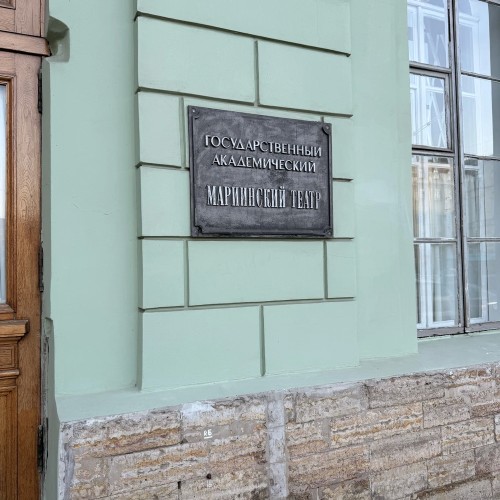 ГОСУДАРСТВЕННЫЙ
АКАДЕМИЧЕСКИЙ
МАРИИНСКИЙ ТЕАТР